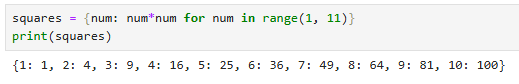 squares = {num: num*num for num in range(1, 11)}
print(squares)
{1: 1, 2: 4, 3: 9, 4: 16, 5: 25, 6: 36, 7: 49, 8: 64, 9: 81, 10: 100}